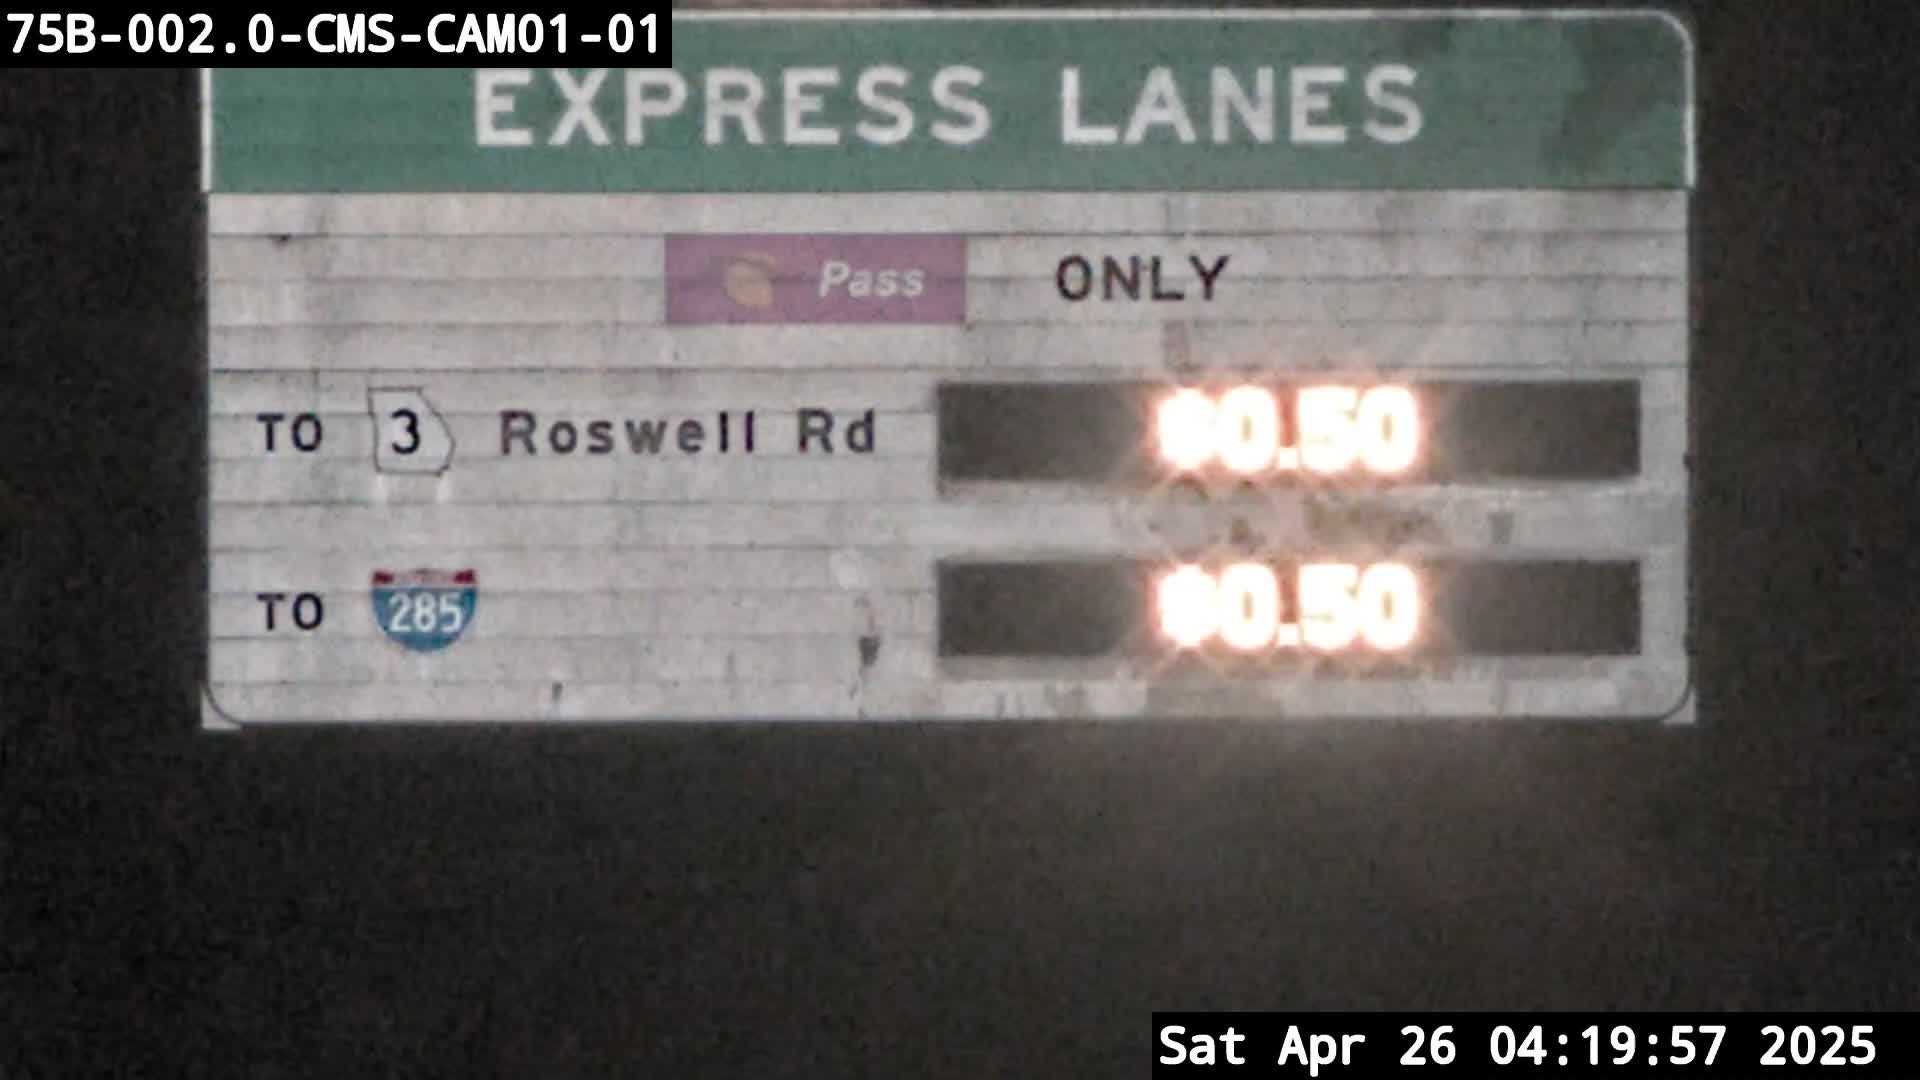 75B-002.0-CMS-CAM01-01
EXPRESS LANES
Pass ONLY
TO 3 Roswell Rd $0.50
TO 285 $0.50
Sat Apr 26 04:19:57 2025